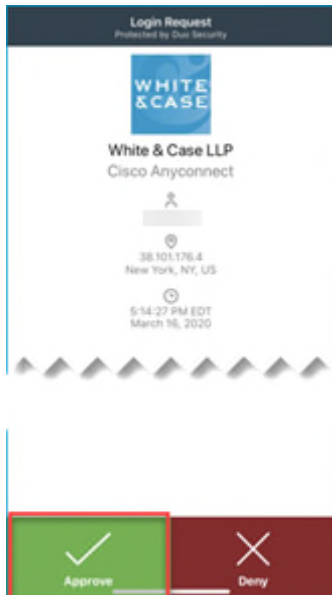 Login Request
Protected by Duo Security
WHITE
&CASE
White & Case LLP
Cisco Anyconnect
38.101.176.4
New York, NY, US
5:14:27 PM EDT
March 16, 2020
Approve
Deny